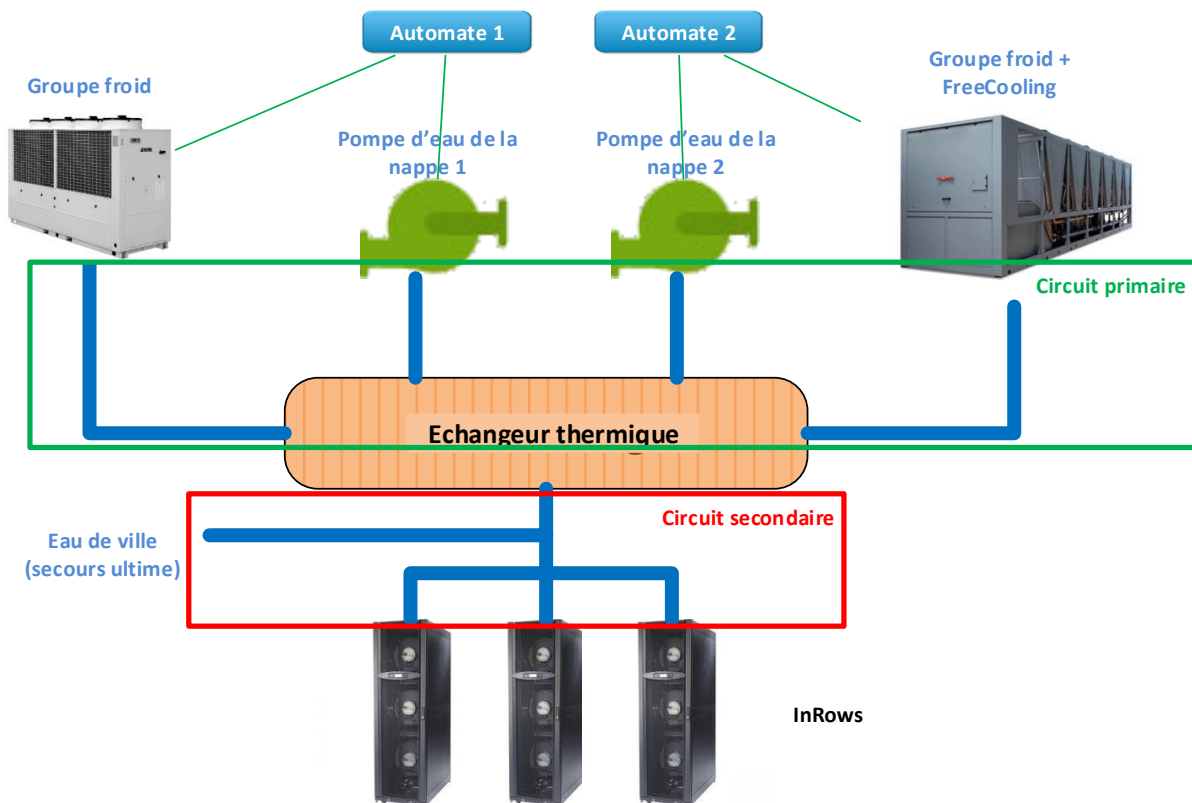 Automate 1
Automate 2
Groupe froid
Groupe froid +
FreeCooling
Pompe d'eau de la
nappe 1
Pompe d'eau de la
nappe 2
Circuit primaire
Echangeur thermique
Circuit secondaire
Eau de ville
(secours ultime)
InRows